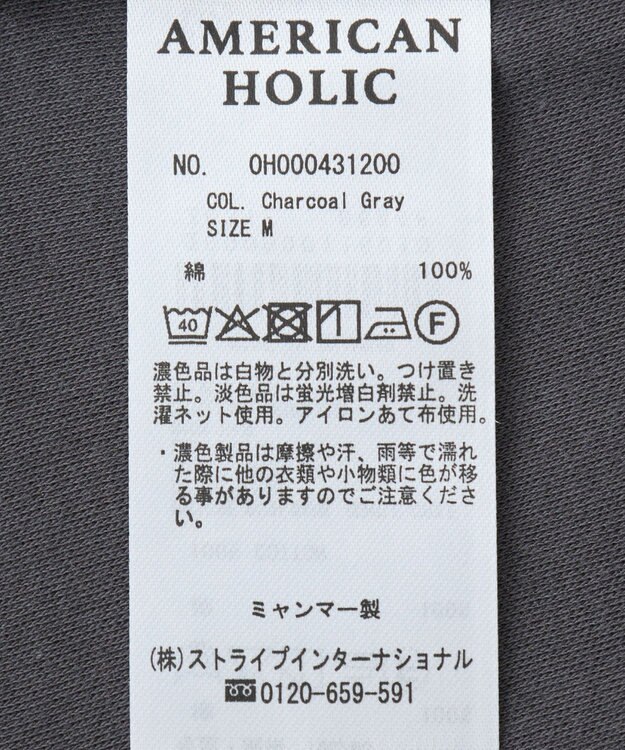 AMERICAN
HOLIC
NO. OH000431200
COL. Charcoal Gray
SIZE M
綿 100%
40 F
濃色品は白物と分別洗い。つけ置き
禁止。淡色品は蛍光増白剤禁止。洗
濯ネット使用。アイロンあて布使用。
・濃色製品は摩擦や汗、雨等で濡れ
た際に他の衣類や小物類に色が移
る事がありますのでご注意くださ
い。
ミャンマー製
(株)ストライプインターナショナル
0120-659-591